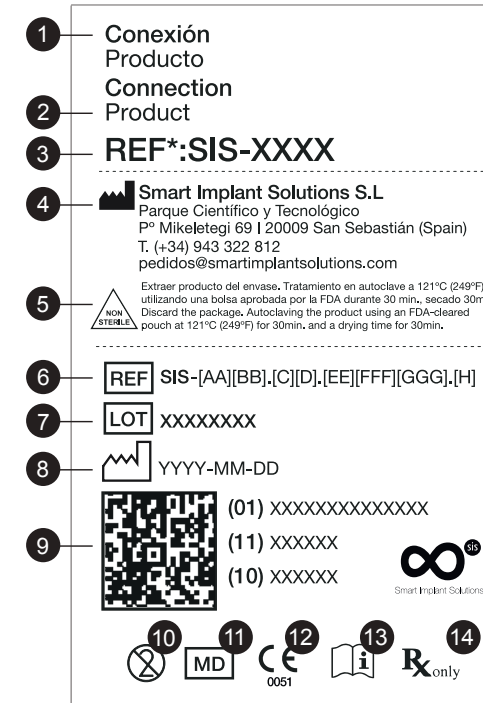 1 Conexión
Producto
Connection
2 Product
3 REF*:SIS-XXXX
4 Smart Implant Solutions S.L
Parque Científico y Tecnológico
Pº Mikeletegi 69 I 20009 San Sebastián (Spain)
T. (+34) 943 322 812
pedidos@smartimplantsolutions.com
5 NON STERILE
Extraer producto del envase. Tratamiento en autoclave a 121ºC (249ºF)
utilizando una bolsa aprobada por la FDA durante 30 min., secado 30m
Discard the package. Autoclaving the product using an FDA-cleared
pouch at 121ºC (249ºF) for 30min. and a drying time for 30min.
6 REF SIS-[AA][BB].[C][D].[EE][FFF][GGG].[H]
7 LOT XXXXXXXX
8 YYYY-MM-DD
9
(01) XXXXXXXXXXXXXX
(11) XXXXXX
(10) XXXXXX
sis
Smart Implant Solutions
10 11 12 13 14
2 MD CE 0051 i Rx only